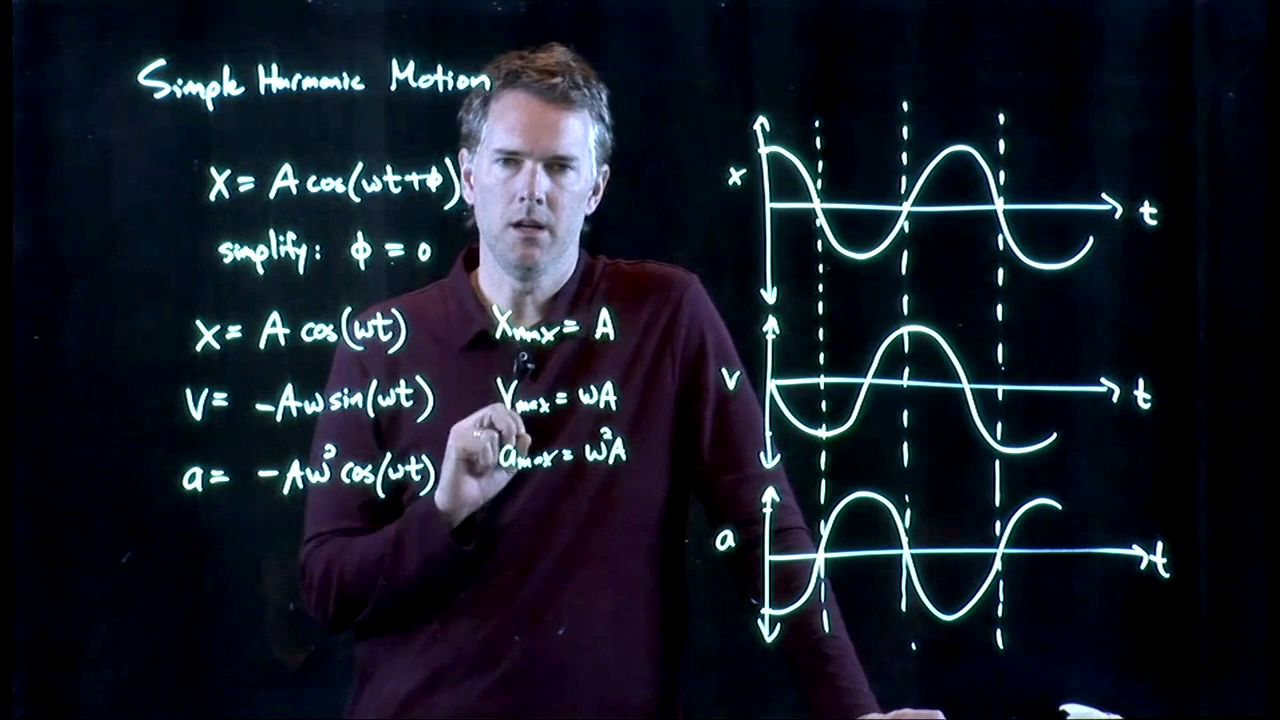 Simple Harmonic Motion
x = A cos(ωt+ϕ)
simplify: ϕ = 0
x = A cos(ωt)
xmax = A
v = -Aω sin(ωt)
vmax = ωA
a = -Aω² cos(ωt)
amax = ω²A
x
t
v
t
a
t